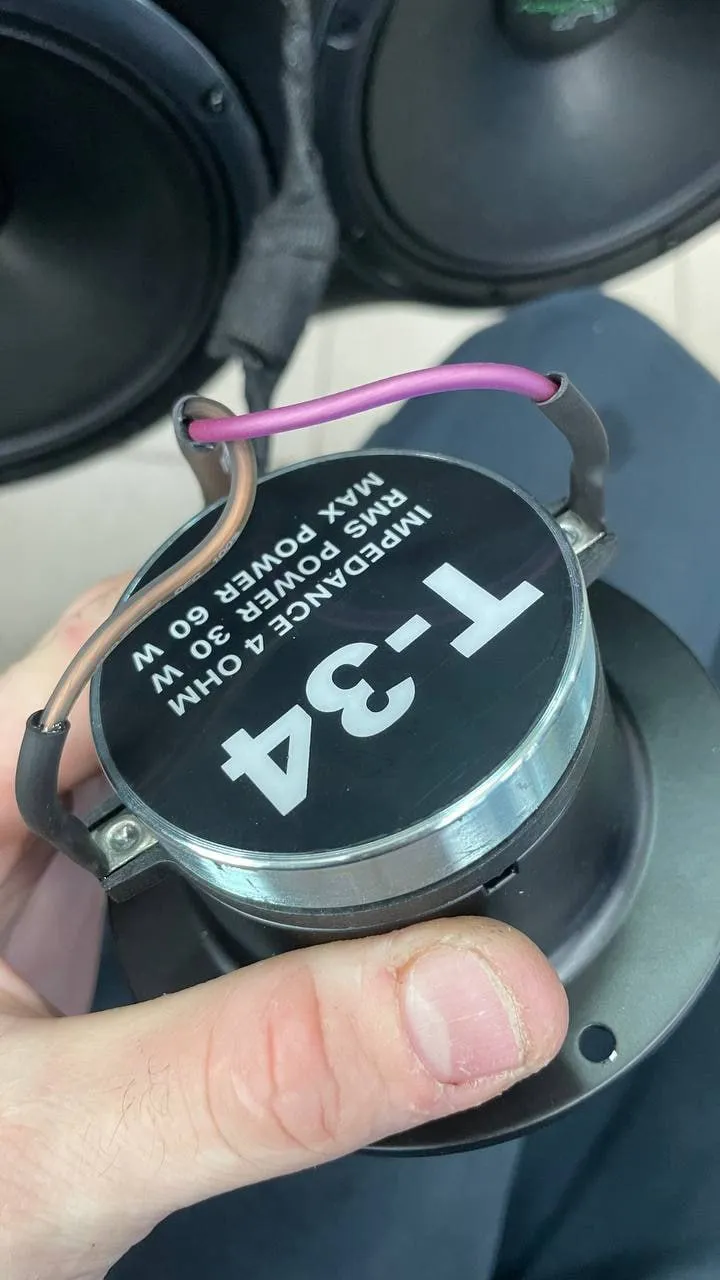 T-34
IMPEDANCE 4 OHM
RMS POWER 30 W
MAX POWER 60 W